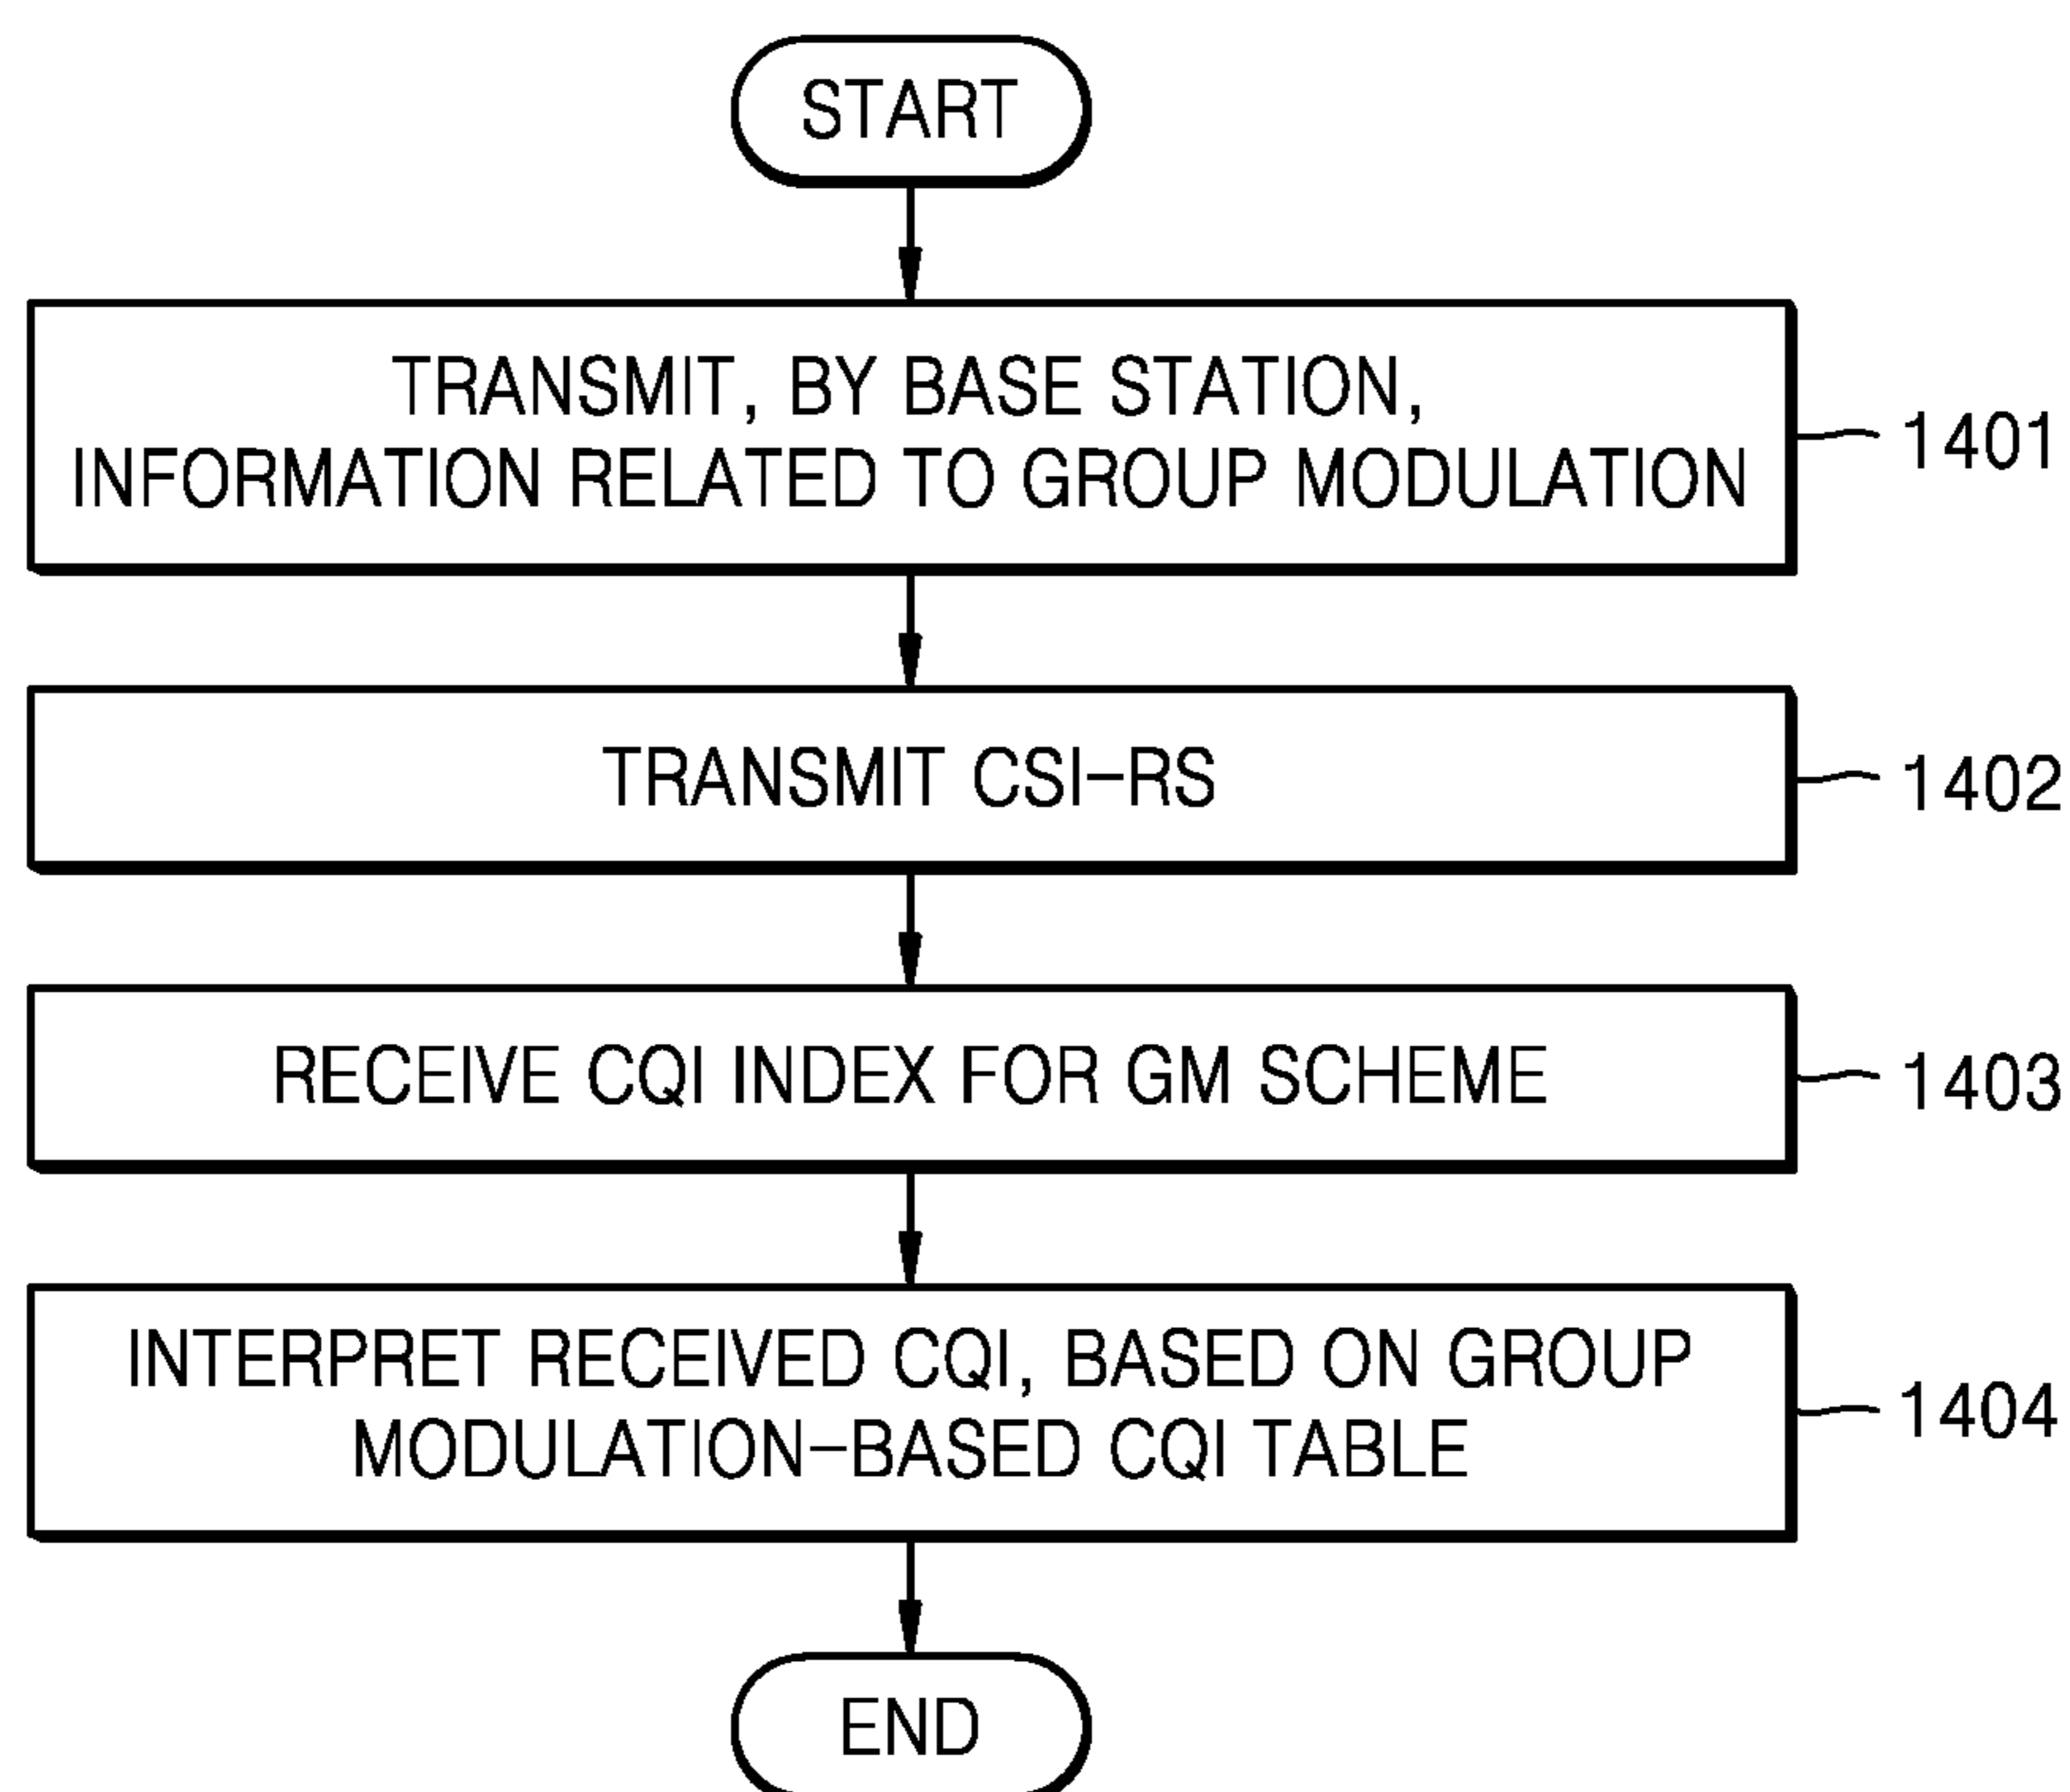 START
TRANSMIT, BY BASE STATION,
INFORMATION RELATED TO GROUP MODULATION
1401
TRANSMIT CSI-RS
1402
RECEIVE CQI INDEX FOR GM SCHEME
1403
INTERPRET RECEIVED CQI, BASED ON GROUP
MODULATION-BASED CQI TABLE
1404
END